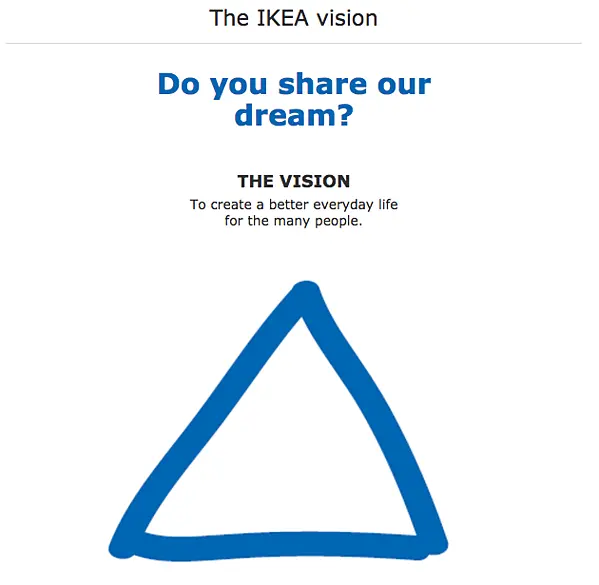 The IKEA vision
Do you share our
dream?
THE VISION
To create a better everyday life
for the many people.